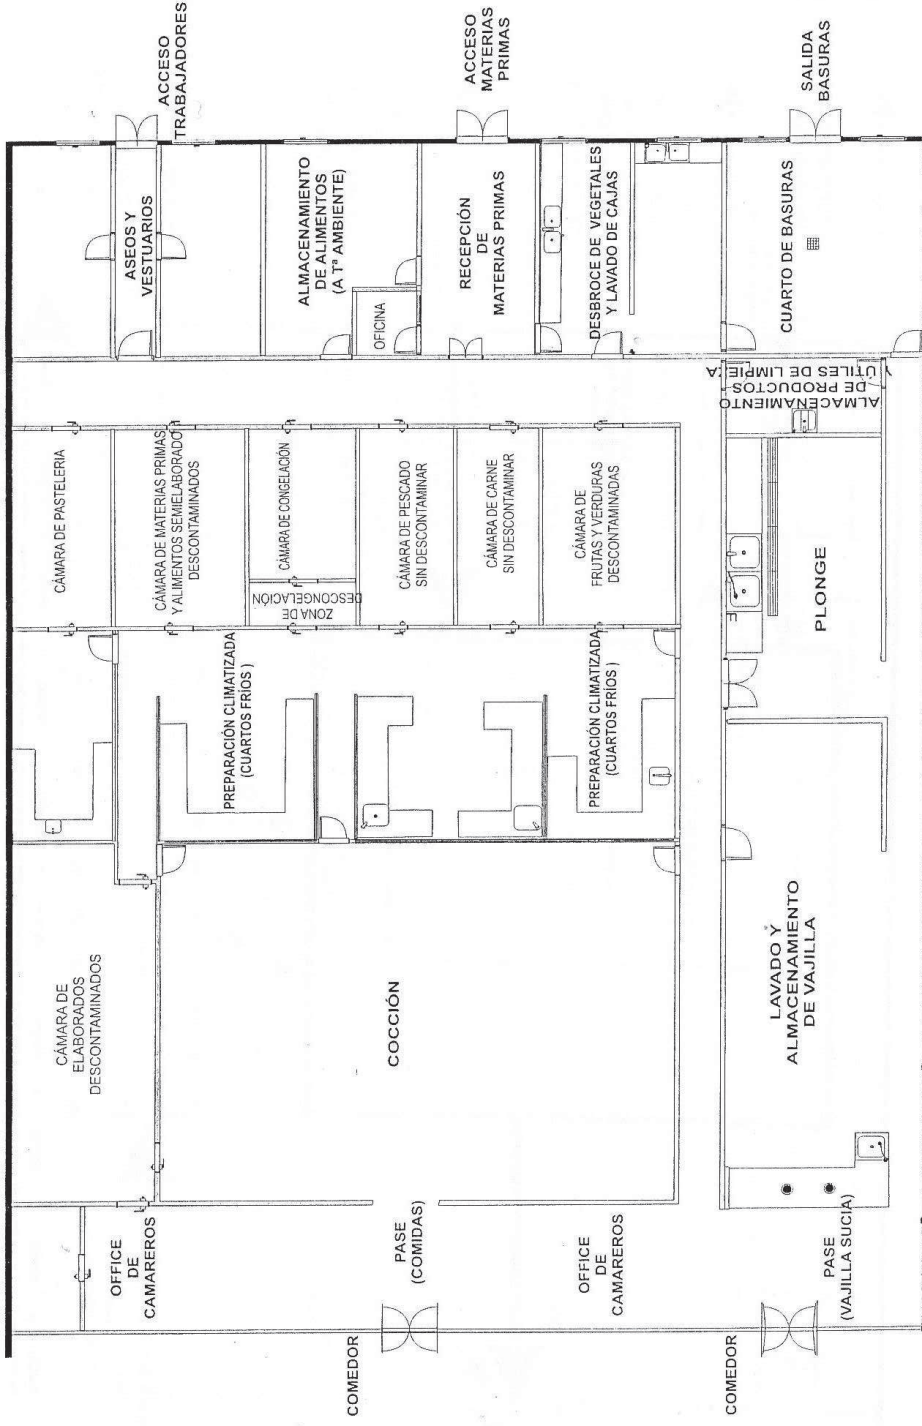 ACCESO
TRABAJADORES
ACCESO
MATERIAS
PRIMAS
SALIDA
BASURAS
ASEOS Y
VESTUARIOS
ALMACENAMIENTO
DE ALIMENTOS
(A Tª AMBIENTE)
OFICINA
RECEPCIÓN
DE
MATERIAS PRIMAS
DESBROCE DE VEGETALES
Y LAVADO DE CAJAS
CUARTO DE BASURAS
ALMACENAMIENTO
DE PRODUCTOS
Y ÚTILES DE LIMPIEZA
CÁMARA DE PASTELERIA
CÁMARA DE MATERIAS PRIMAS
Y ALIMENTOS SEMIELABORADO
DESCONTAMINADOS
CÁMARA DE CONGELACIÓN
ZONA DE
DESCONGELACIÓN
CÁMARA DE PESCADO
SIN DESCONTAMINAR
CÁMARA DE CARNE
SIN DESCONTAMINAR
CÁMARA DE
FRUTAS Y VERDURAS
DESCONTAMINADAS
PLONGE
PREPARACIÓN CLIMATIZADA
(CUARTOS FRÍOS )
PREPARACIÓN CLIMATIZADA
(CUARTOS FRÍOS )
CÁMARA DE
ELABORADOS
DESCONTAMINADOS
COCCIÓN
LAVADO Y
ALMACENAMIENTO
DE VAJILLA
OFFICE
DE
CAMAREROS
PASE
(COMIDAS)
OFFICE
DE
CAMAREROS
PASE
(VAJILLA SUCIA)
COMEDOR
COMEDOR